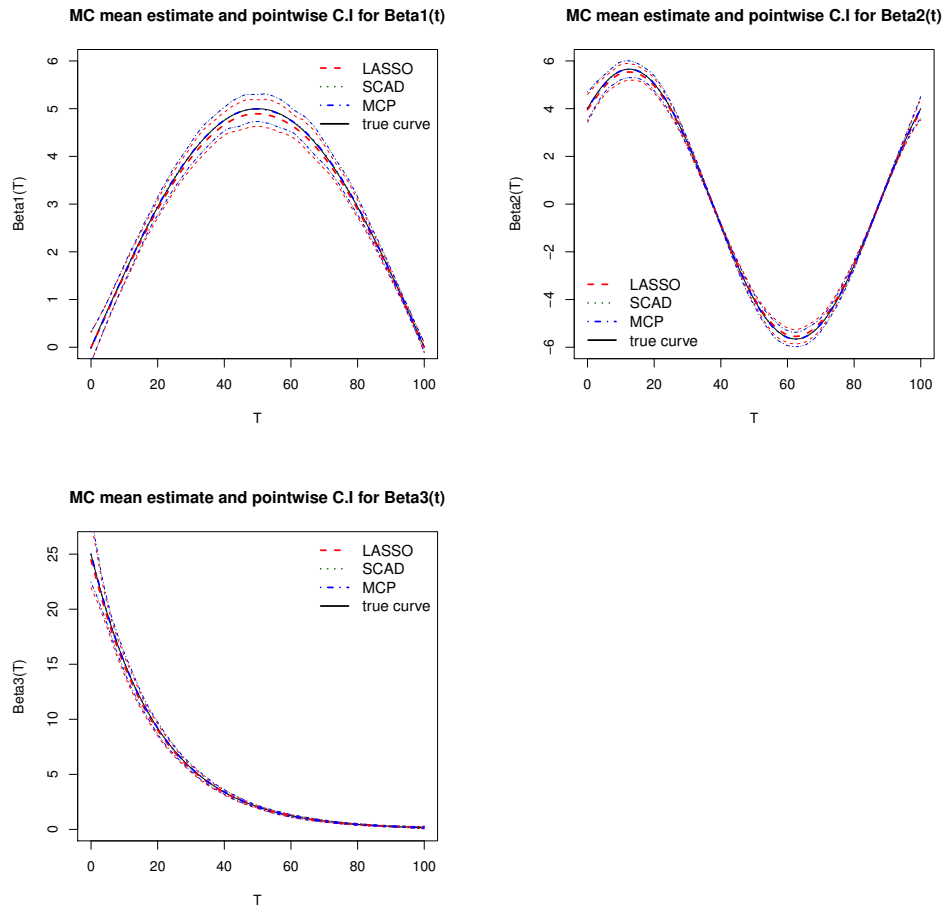 MC mean estimate and pointwise C.I for Beta1(t)
Beta1(T)
6
5
4
3
2
1
0
LASSO
SCAD
MCP
true curve
0 20 40 60 80 100
T
MC mean estimate and pointwise C.I for Beta2(t)
Beta2(T)
6
4
2
0
-2
-4
-6
LASSO
SCAD
MCP
true curve
0 20 40 60 80 100
T
MC mean estimate and pointwise C.I for Beta3(t)
Beta3(T)
25
20
15
10
5
0
LASSO
SCAD
MCP
true curve
0 20 40 60 80 100
T